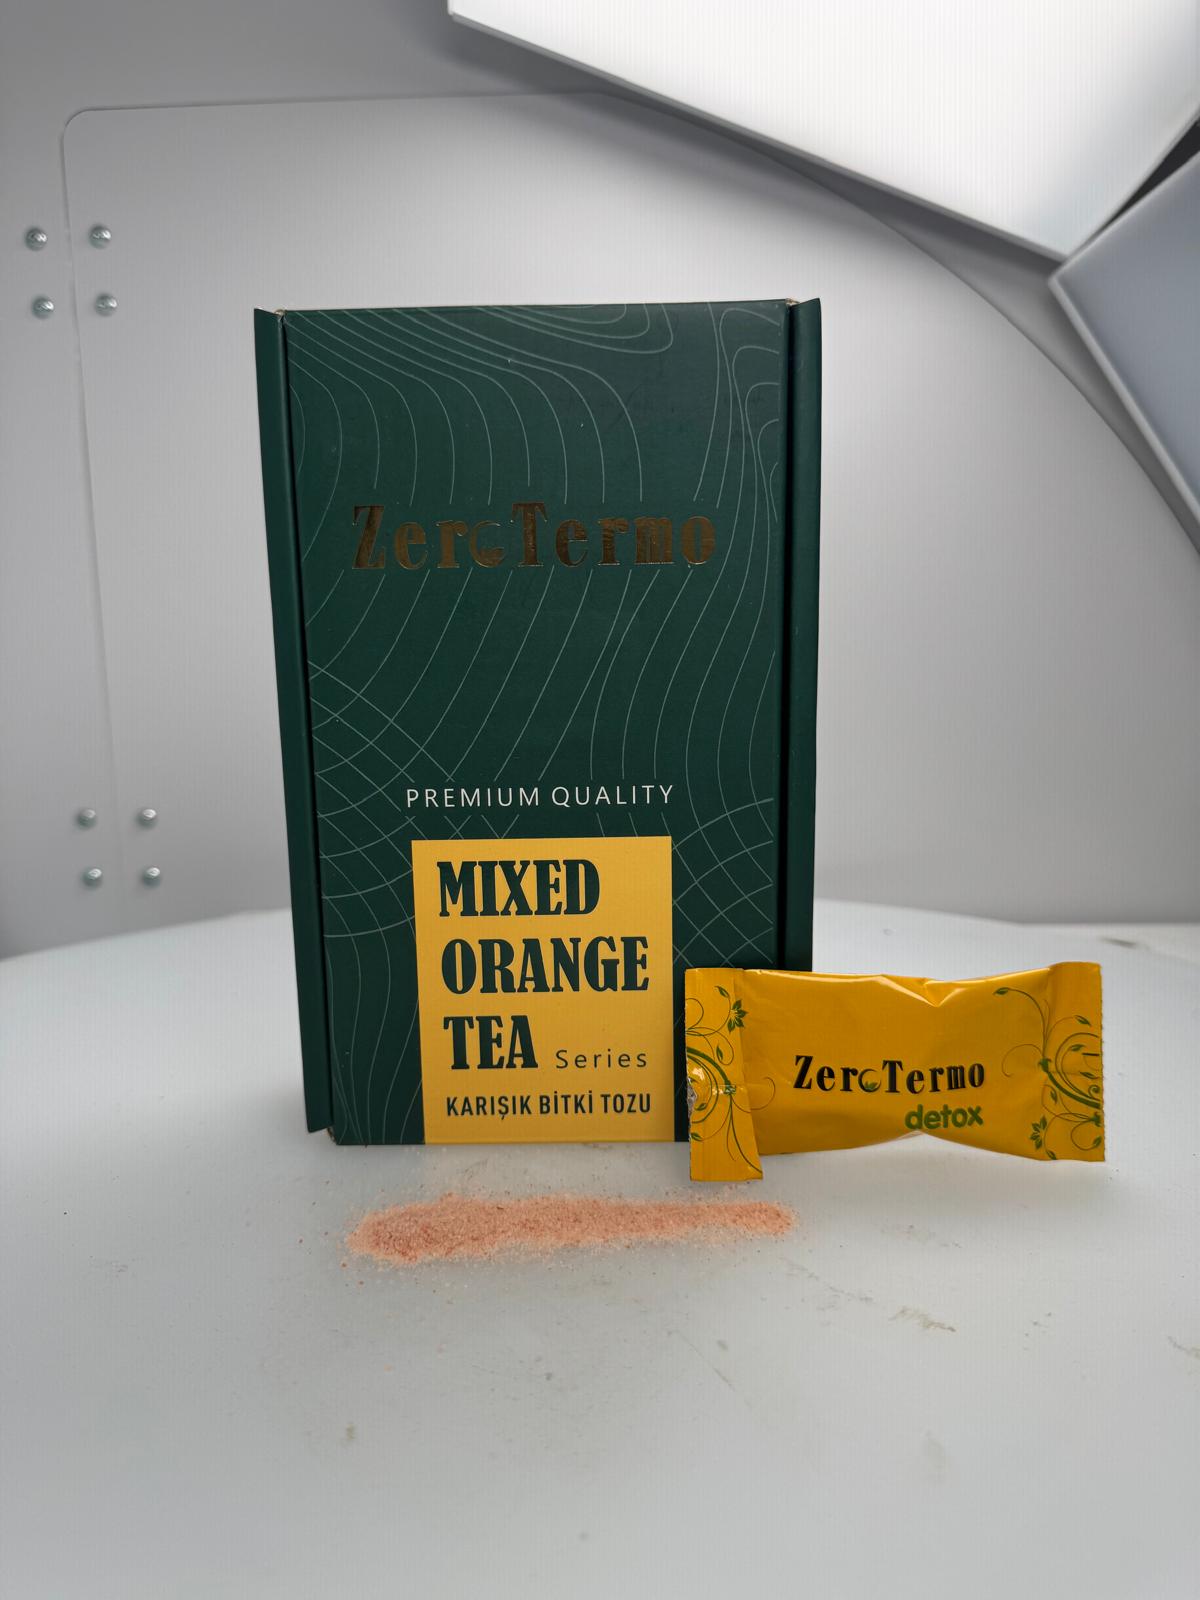 ZeroTermo
PREMIUM QUALITY
MIXED
ORANGE
TEA Series
KARIŞIK BİTKİ TOZU
ZeroTermo
detox